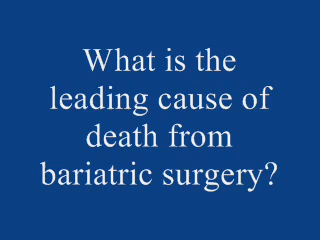 What is the
leading cause of
death from
bariatric surgery?